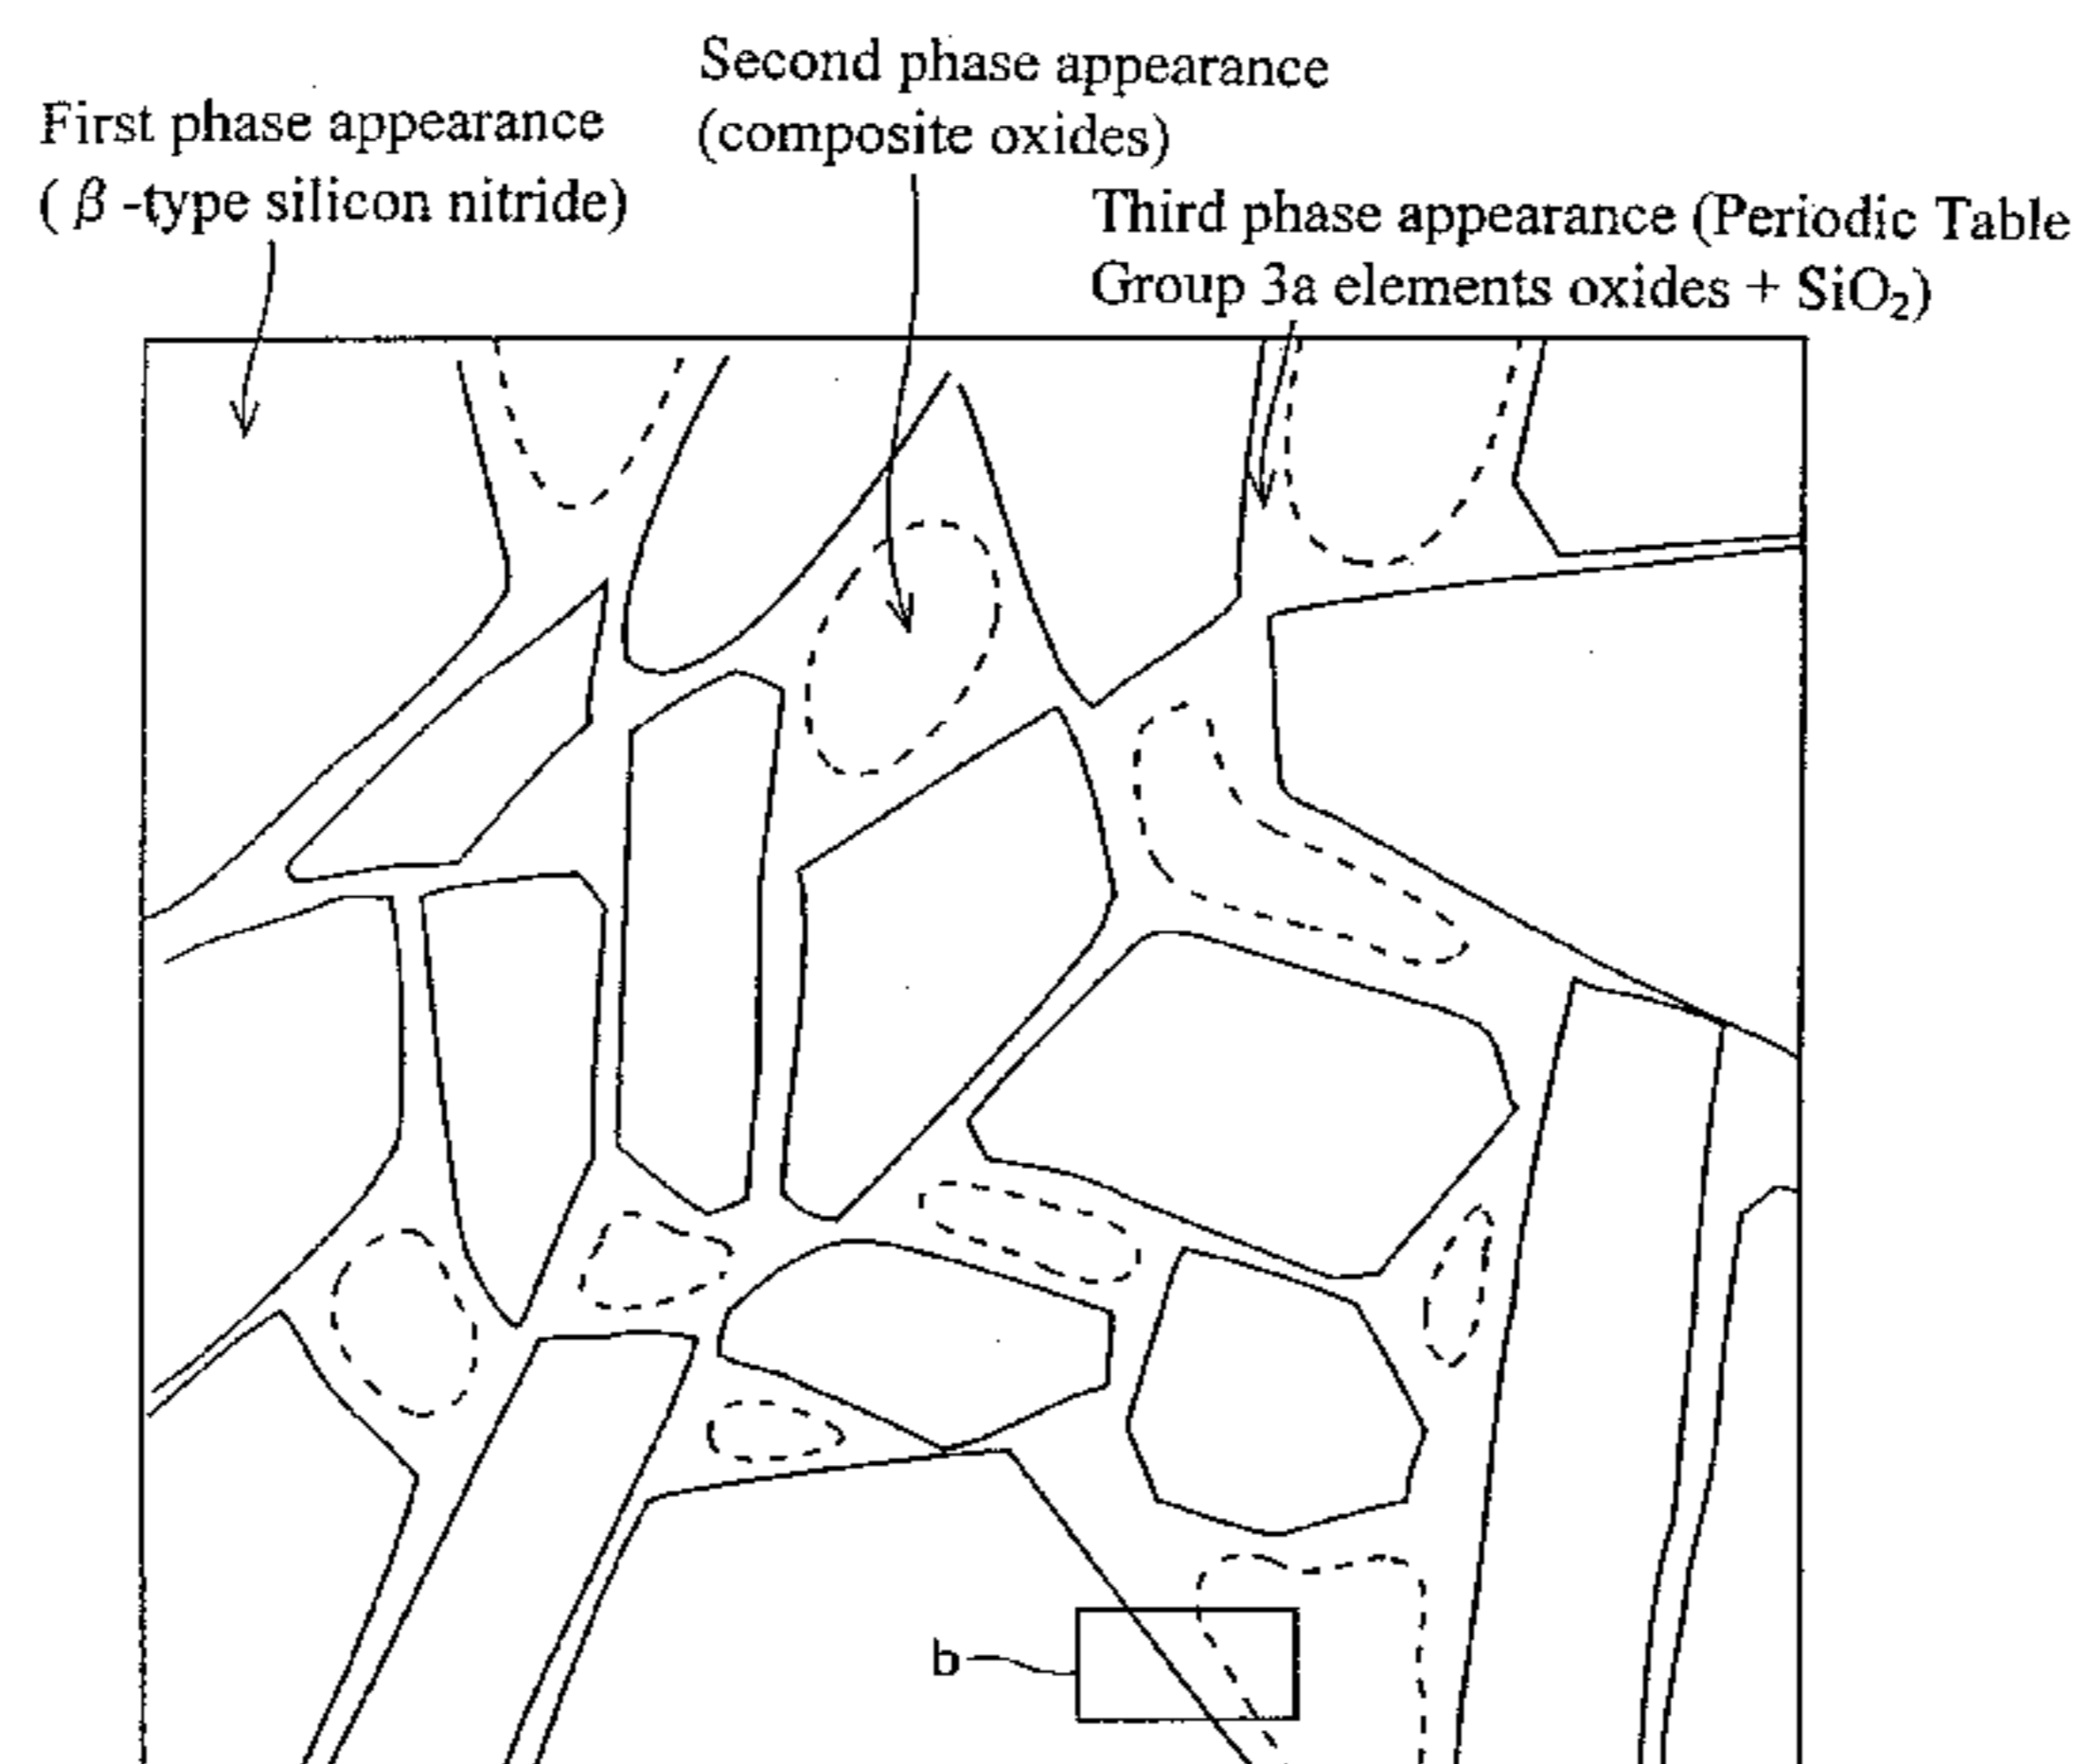 First phase appearance
( β -type silicon nitride)
Second phase appearance
(composite oxides)
Third phase appearance (Periodic Table
Group 3a elements oxides + SiO₂)
b